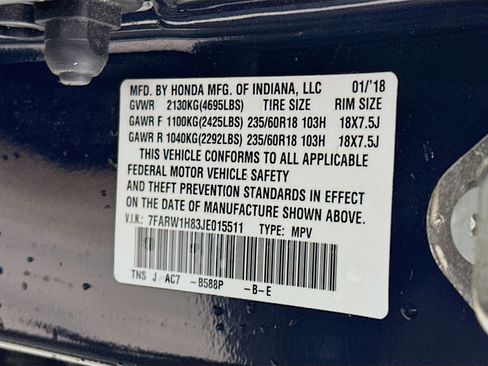 MFD. BY HONDA MFG. OF INDIANA, LLC 01/'18
GVWR 2130KG(4695LBS) TIRE SIZE RIM SIZE
GAWR F 1100KG(2425LBS) 235/60R18 103H 18X7.5J
GAWR R 1040KG(2292LBS) 235/60R18 103H 18X7.5J
THIS VEHICLE CONFORMS TO ALL APPLICABLE
FEDERAL MOTOR VEHICLE SAFETY
AND THEFT PREVENTION STANDARDS IN EFFECT
ON THE DATE OF MANUFACTURE SHOWN ABOVE.
V.I.N.: 7FARW1H83JE015511 TYPE: MPV
TNS J AC7 -B588P -B-E